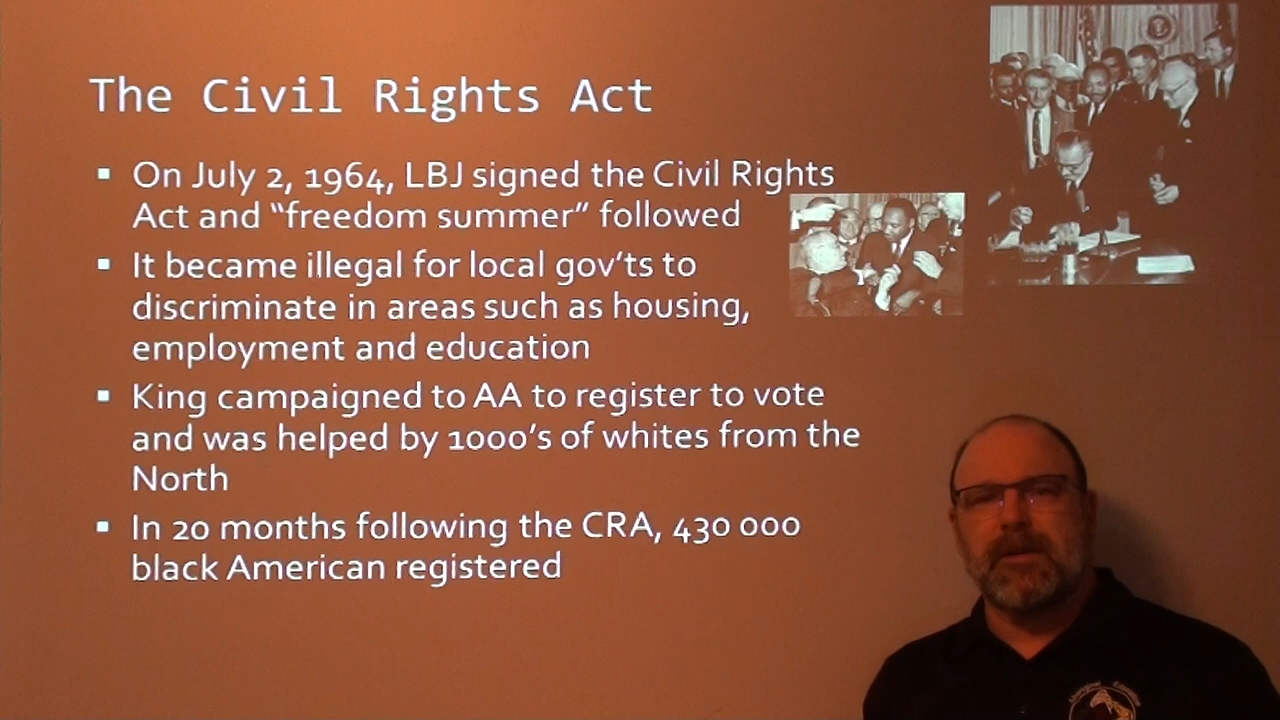 The Civil Rights Act
▪ On July 2, 1964, LBJ signed the Civil Rights
Act and “freedom summer” followed
▪ It became illegal for local gov’ts to
discriminate in areas such as housing,
employment and education
▪ King campaigned to AA to register to vote
and was helped by 1000’s of whites from the
North
▪ In 20 months following the CRA, 430 000
black American registered